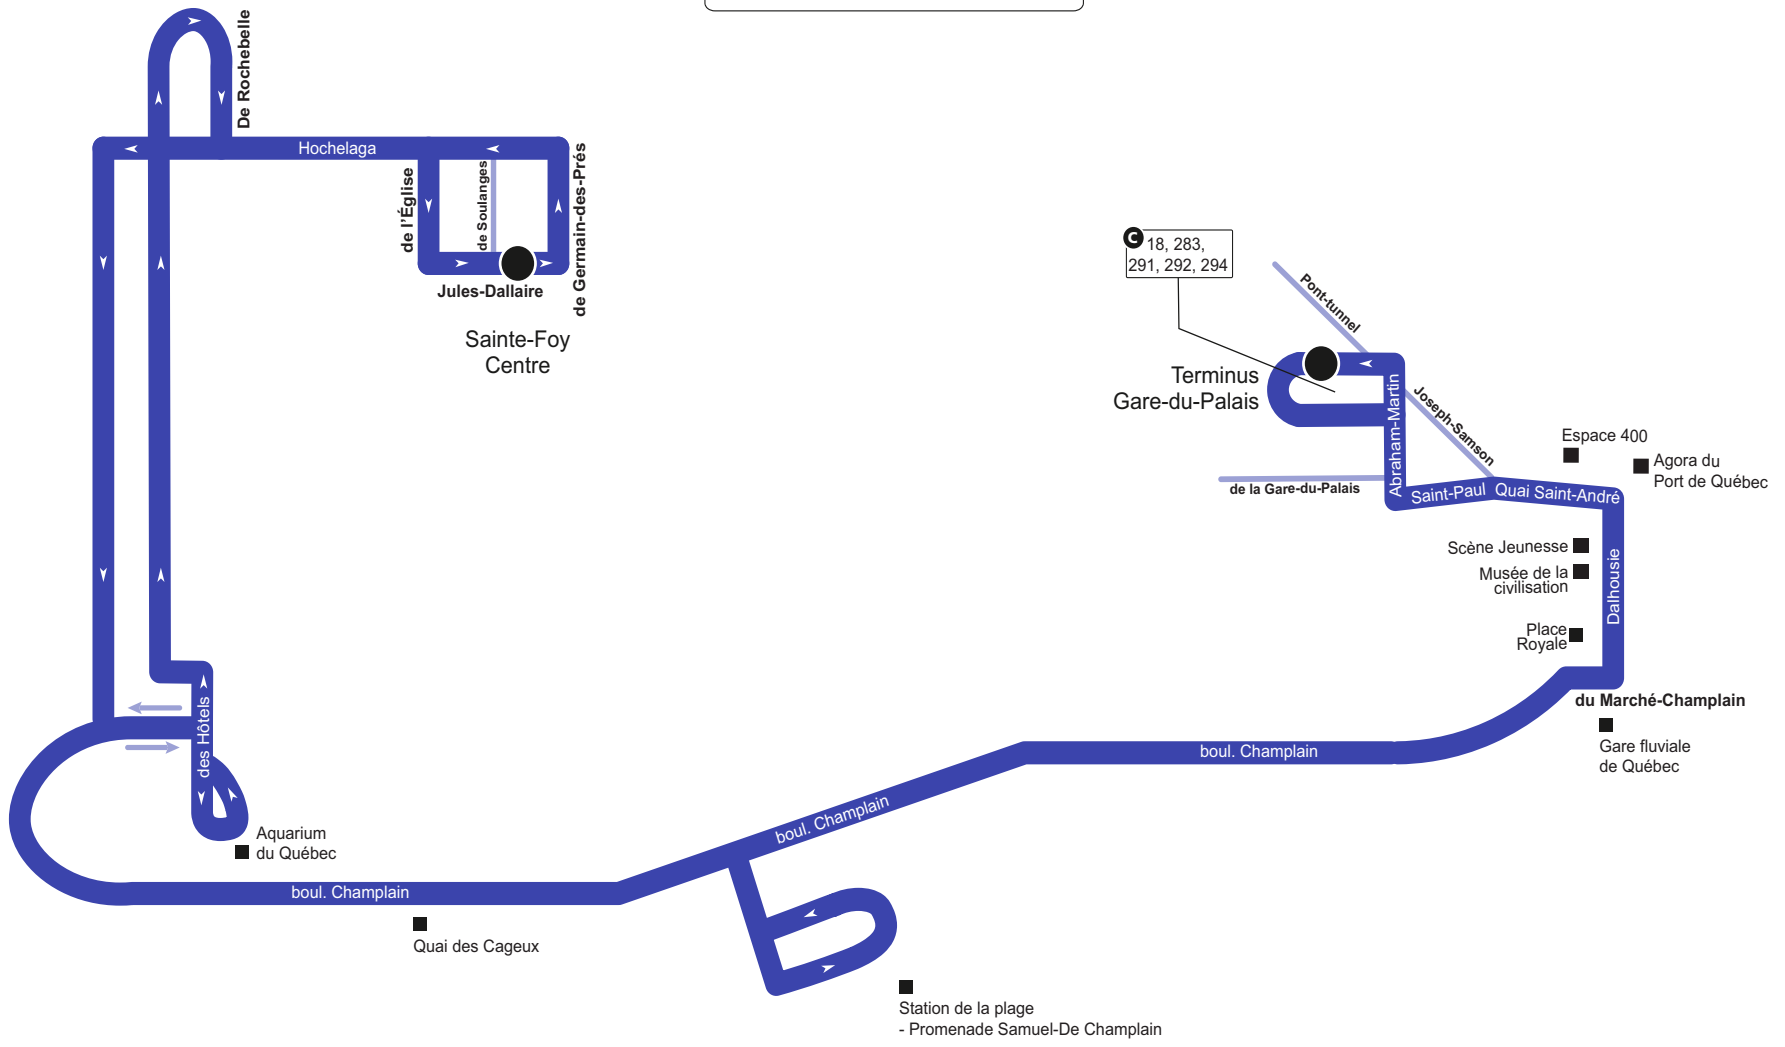 De Rochebelle
Hochelaga
de l'Église
de Soulanges
de Germain-des-Prés
Jules-Dallaire
Sainte-Foy
Centre
C 18, 283,
291, 292, 294
Pont-tunnel
Terminus
Gare-du-Palais
Abraham-Martin
Joseph-Samson
de la Gare-du-Palais
Saint-Paul
Quai Saint-André
Espace 400
Agora du
Port de Québec
Scène Jeunesse
Musée de la
civilisation
Dalhousie
Place
Royale
du Marché-Champlain
Gare fluviale
de Québec
des Hôtels
boul. Champlain
boul. Champlain
Aquarium
du Québec
boul. Champlain
Quai des Cageux
Station de la plage
- Promenade Samuel-De Champlain